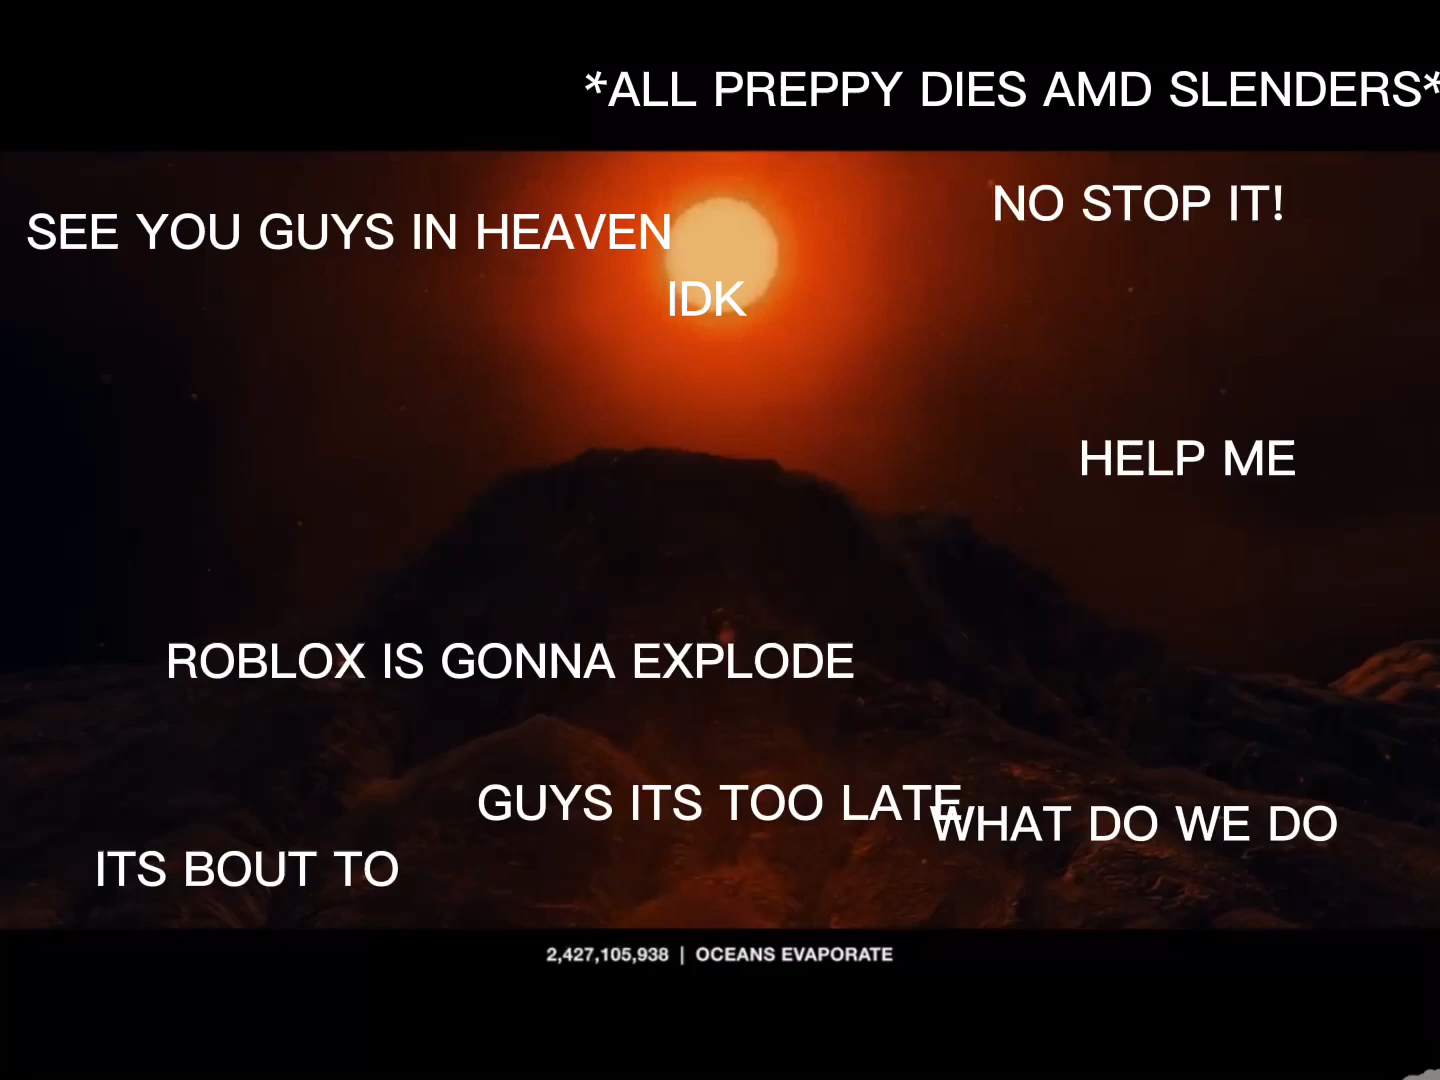 *ALL PREPPY DIES AMD SLENDERS*
NO STOP IT!
SEE YOU GUYS IN HEAVEN
IDK
HELP ME
ROBLOX IS GONNA EXPLODE
GUYS ITS TOO LATE
WHAT DO WE DO
ITS BOUT TO
2,427,105,938 | OCEANS EVAPORATE